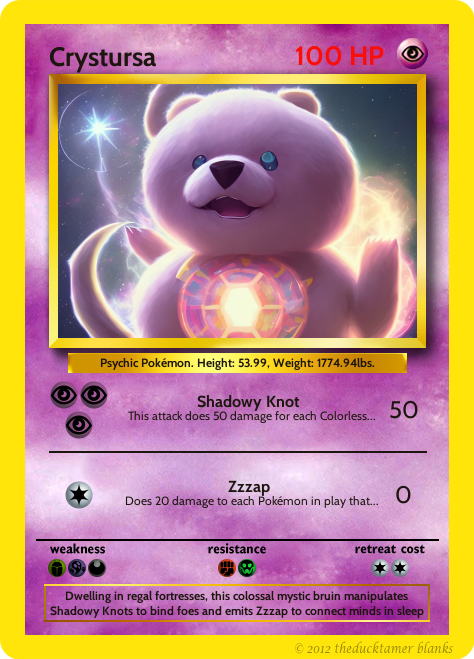 Crystursa 100 HP
Psychic Pokémon. Height: 53.99, Weight: 1774.94lbs.
Shadowy Knot
This attack does 50 damage for each Colorless... 50
Zzzap
Does 20 damage to each Pokémon in play that... 0
weakness resistance retreat cost
Dwelling in regal fortresses, this colossal mystic bruin manipulates
Shadowy Knots to bind foes and emits Zzzap to connect minds in sleep
© 2012 theducktamer blanks